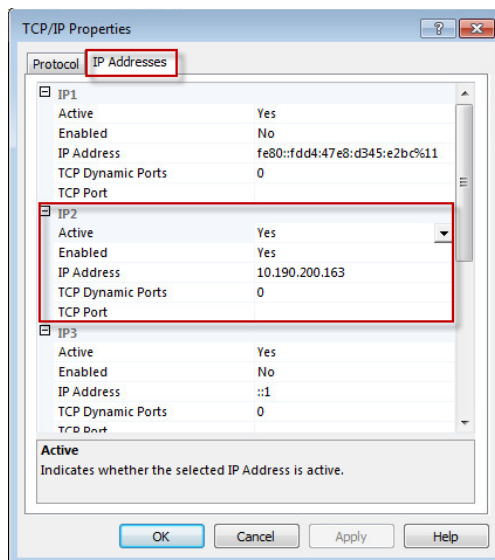 TCP/IP Properties
Protocol IP Addresses
IP1
Active Yes
Enabled No
IP Address fe80::fdd4:47e8:d345:e2bc%11
TCP Dynamic Ports 0
TCP Port
IP2
Active Yes
Enabled Yes
IP Address 10.190.200.163
TCP Dynamic Ports 0
TCP Port
IP3
Active Yes
Enabled No
IP Address ::1
TCP Dynamic Ports 0
TCP Port
Active
Indicates whether the selected IP Address is active.
OK Cancel Apply Help